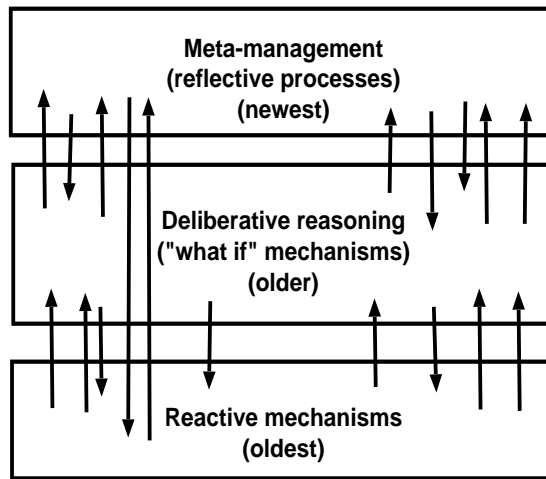 Meta-management
(reflective processes)
(newest)
Deliberative reasoning
("what if" mechanisms)
(older)
Reactive mechanisms
(oldest)